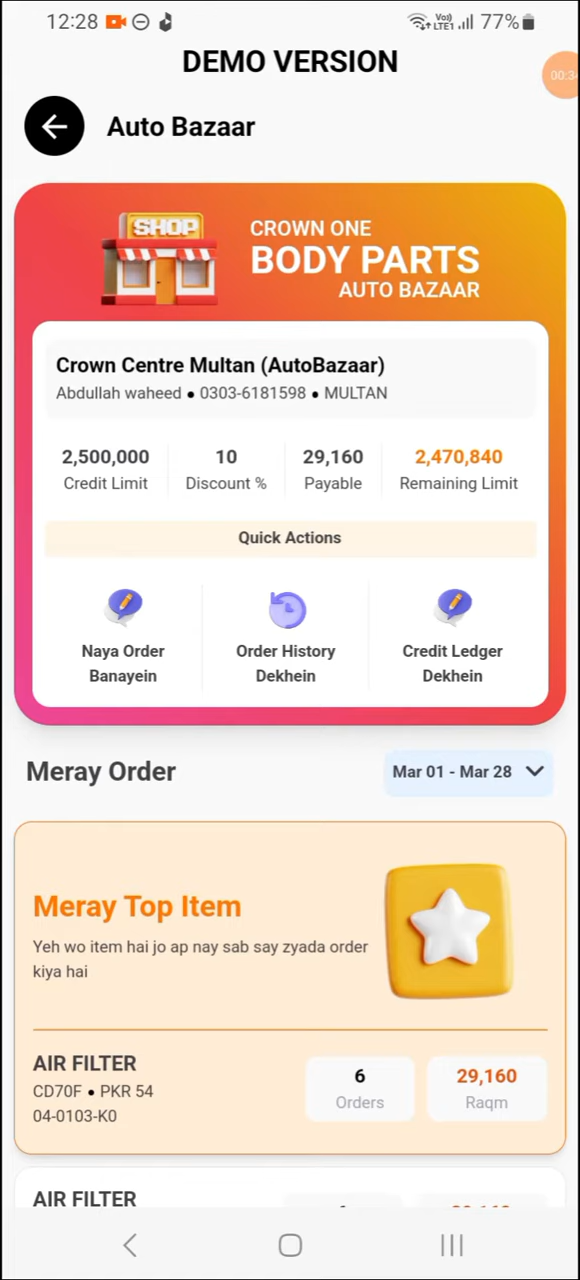 12:28
Vo))
LTE1
77%
DEMO VERSION
Auto Bazaar
SHOP
CROWN ONE
BODY PARTS
AUTO BAZAAR
Crown Centre Multan (AutoBazaar)
Abdullah waheed • 0303-6181598 • MULTAN
2,500,000
Credit Limit
10
Discount %
29,160
Payable
2,470,840
Remaining Limit
Quick Actions
Naya Order
Banayein
Order History
Dekhein
Credit Ledger
Dekhein
Meray Order
Mar 01 - Mar 28
Meray Top Item
Yeh wo item hai jo ap nay sab say zyada order
kiya hai
AIR FILTER
CD70F • PKR 54
04-0103-K0
6
Orders
29,160
Raqm
AIR FILTER